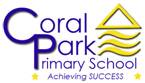 Coral
Park
Primary School
Achieving SUCCESS